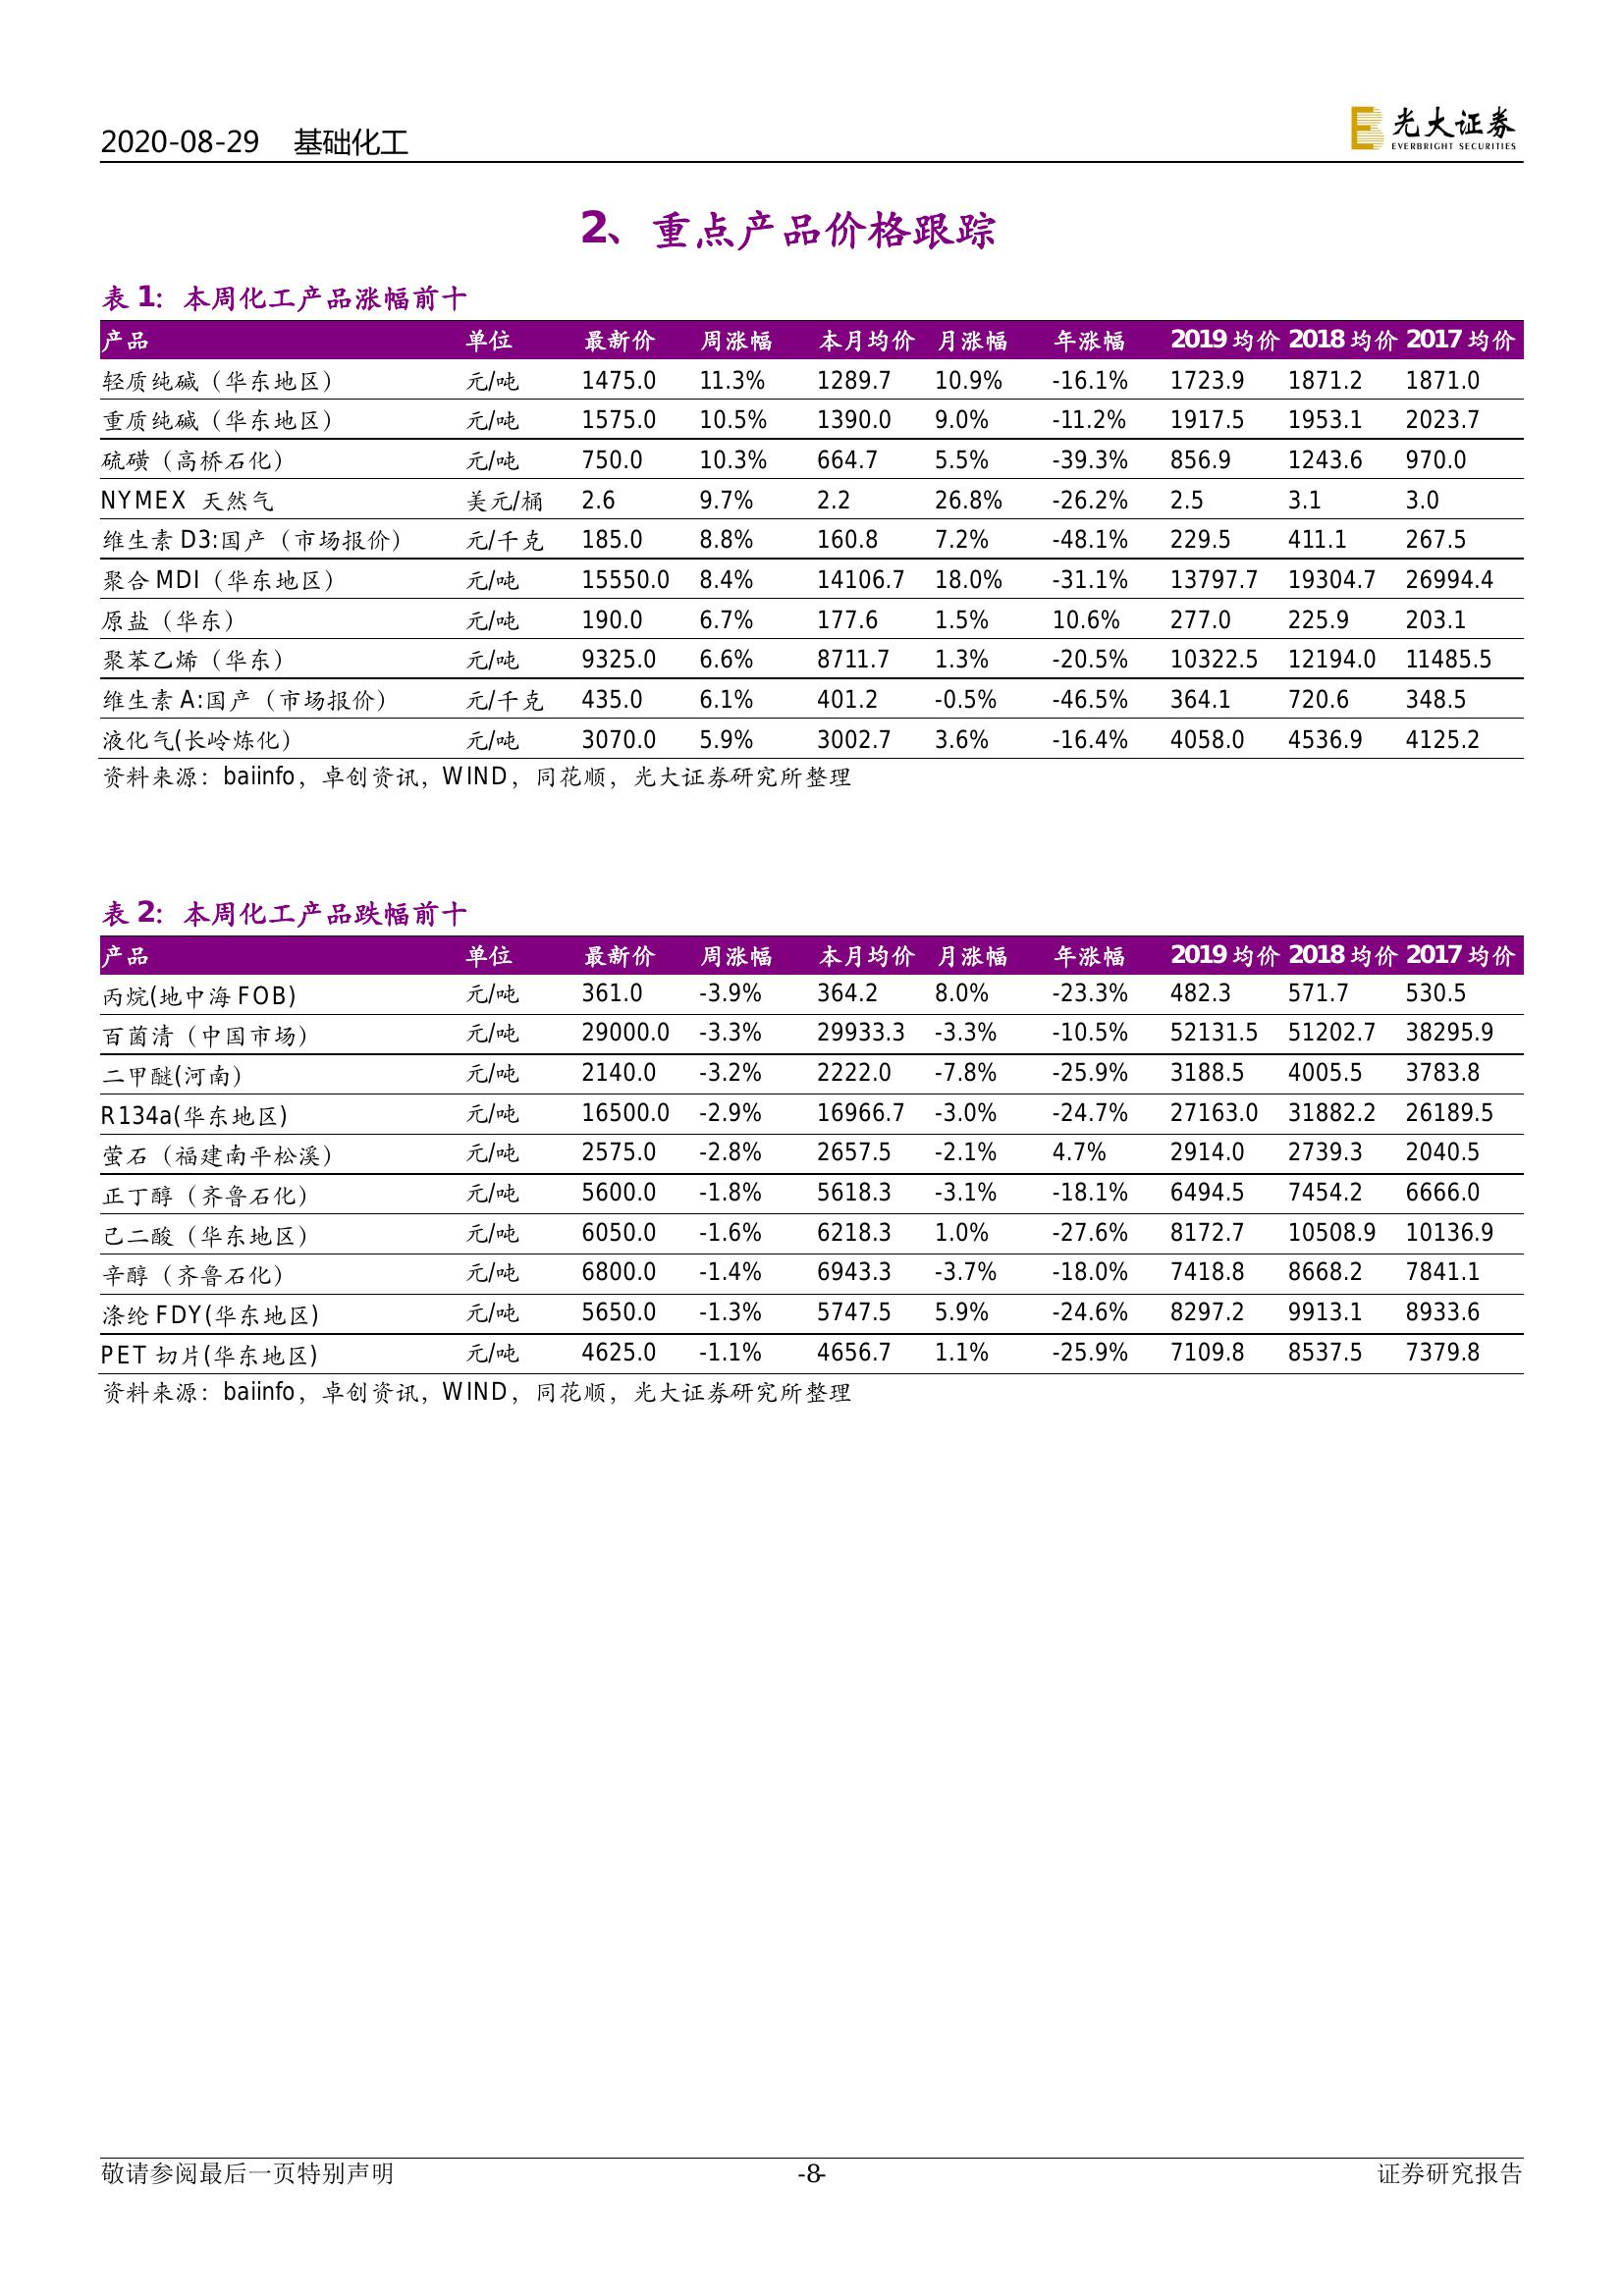 2020-08-29 基础化工
光大证券
EVERBRIGHT SECURITIES
2、重点产品价格跟踪
表 1：本周化工产品涨幅前十
产品 单位 最新价 周涨幅 本月均价 月涨幅 年涨幅 2019 均价 2018 均价 2017 均价
轻质纯碱（华东地区） 元/吨 1475.0 11.3% 1289.7 10.9% -16.1% 1723.9 1871.2 1871.0
重质纯碱（华东地区） 元/吨 1575.0 10.5% 1390.0 9.0% -11.2% 1917.5 1953.1 2023.7
硫磺（高桥石化） 元/吨 750.0 10.3% 664.7 5.5% -39.3% 856.9 1243.6 970.0
NYMEX 天然气 美元/桶 2.6 9.7% 2.2 26.8% -26.2% 2.5 3.1 3.0
维生素 D3:国产（市场报价） 元/千克 185.0 8.8% 160.8 7.2% -48.1% 229.5 411.1 267.5
聚合 MDI（华东地区） 元/吨 15550.0 8.4% 14106.7 18.0% -31.1% 13797.7 19304.7 26994.4
原盐（华东） 元/吨 190.0 6.7% 177.6 1.5% 10.6% 277.0 225.9 203.1
聚苯乙烯（华东） 元/吨 9325.0 6.6% 8711.7 1.3% -20.5% 10322.5 12194.0 11485.5
维生素 A:国产（市场报价） 元/千克 435.0 6.1% 401.2 -0.5% -46.5% 364.1 720.6 348.5
液化气(长岭炼化） 元/吨 3070.0 5.9% 3002.7 3.6% -16.4% 4058.0 4536.9 4125.2
资料来源：baiinfo，卓创资讯，WIND，同花顺，光大证券研究所整理
表 2：本周化工产品跌幅前十
产品 单位 最新价 周涨幅 本月均价 月涨幅 年涨幅 2019 均价 2018 均价 2017 均价
丙烷(地中海 FOB) 元/吨 361.0 -3.9% 364.2 8.0% -23.3% 482.3 571.7 530.5
百菌清（中国市场） 元/吨 29000.0 -3.3% 29933.3 -3.3% -10.5% 52131.5 51202.7 38295.9
二甲醚(河南） 元/吨 2140.0 -3.2% 2222.0 -7.8% -25.9% 3188.5 4005.5 3783.8
R134a(华东地区) 元/吨 16500.0 -2.9% 16966.7 -3.0% -24.7% 27163.0 31882.2 26189.5
萤石（福建南平松溪） 元/吨 2575.0 -2.8% 2657.5 -2.1% 4.7% 2914.0 2739.3 2040.5
正丁醇（齐鲁石化） 元/吨 5600.0 -1.8% 5618.3 -3.1% -18.1% 6494.5 7454.2 6666.0
己二酸（华东地区） 元/吨 6050.0 -1.6% 6218.3 1.0% -27.6% 8172.7 10508.9 10136.9
辛醇（齐鲁石化） 元/吨 6800.0 -1.4% 6943.3 -3.7% -18.0% 7418.8 8668.2 7841.1
涤纶 FDY(华东地区) 元/吨 5650.0 -1.3% 5747.5 5.9% -24.6% 8297.2 9913.1 8933.6
PET 切片(华东地区) 元/吨 4625.0 -1.1% 4656.7 1.1% -25.9% 7109.8 8537.5 7379.8
资料来源：baiinfo，卓创资讯，WIND，同花顺，光大证券研究所整理
敬请参阅最后一页特别声明 -8- 证券研究报告